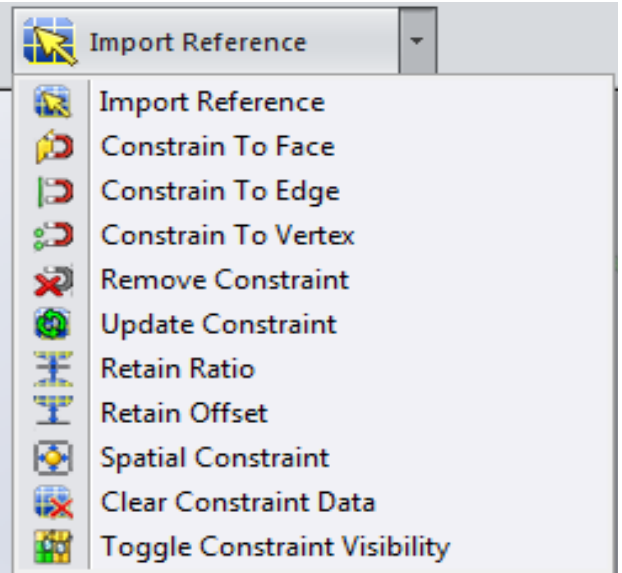 Import Reference
Import Reference
Constrain To Face
Constrain To Edge
Constrain To Vertex
Remove Constraint
Update Constraint
Retain Ratio
Retain Offset
Spatial Constraint
Clear Constraint Data
Toggle Constraint Visibility